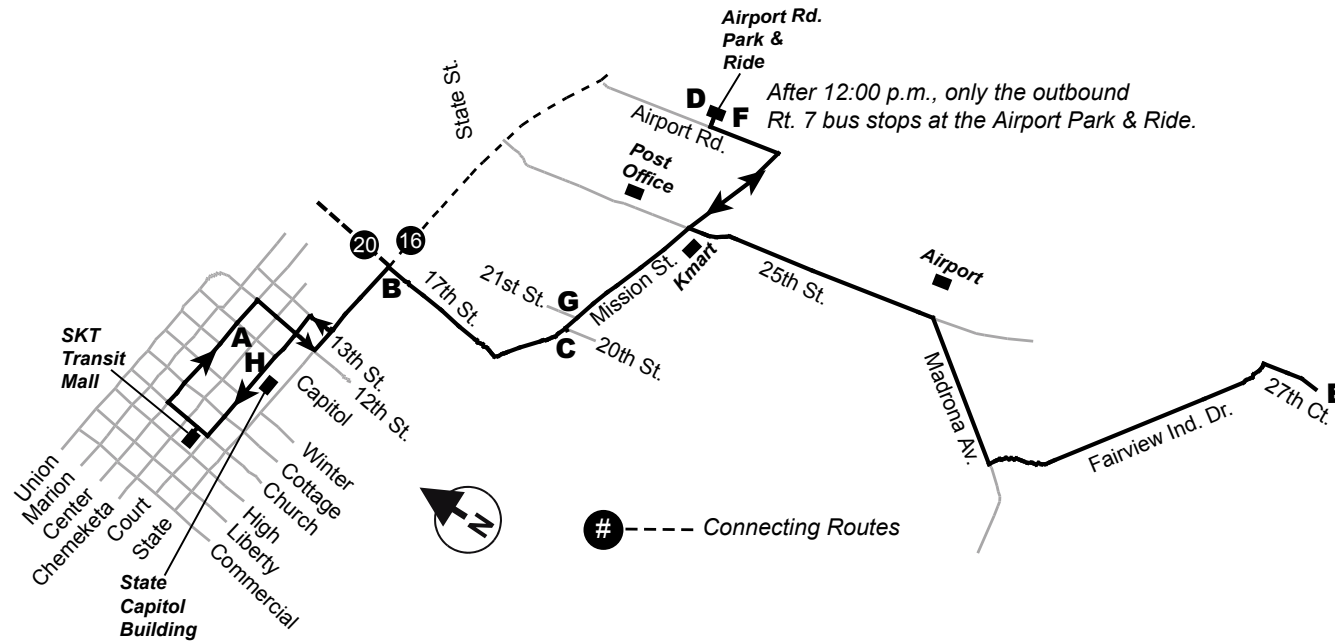 Airport Rd.
Park &
Ride
After 12:00 p.m., only the outbound
Rt. 7 bus stops at the Airport Park & Ride.
D
F
State St.
Airport Rd.
Post
Office
20
16
B
17th St.
21st St.
G
Mission St.
Kmart
C
20th St.
25th St.
Airport
Madrona Av.
Fairview Ind. Dr.
27th Ct.
E
SKT
Transit
Mall
A
H
13th St.
12th St.
Capitol
Winter
Cottage
Church
High
Liberty
Commercial
Union
Marion
Center
Chemeketa
Court
State
State
Capitol
Building
N
# Connecting Routes